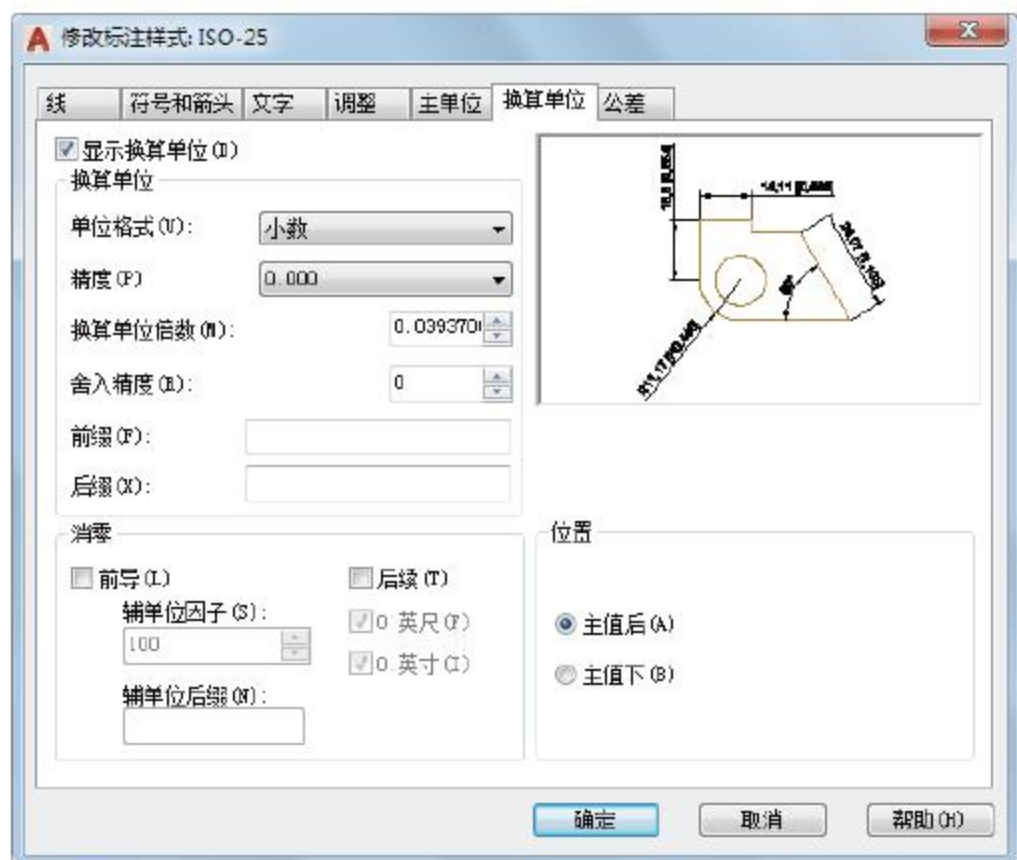 修改标注样式: ISO-25
线 符号和箭头 文字 调整 主单位 换算单位 公差
显示换算单位(D)
换算单位
单位格式(U): 小数
精度(P) 0.000
换算单位倍数(M): 0.039370
舍入精度(R): 0
前缀(F):
后缀(X):
消零
前导(L)
后续(T)
辅单位因子(S):
0 英尺(F)
100
0 英寸(I)
辅单位后缀(N):
位置
主值后(A)
主值下(B)
14,11
R11,17
确定 取消 帮助(H)